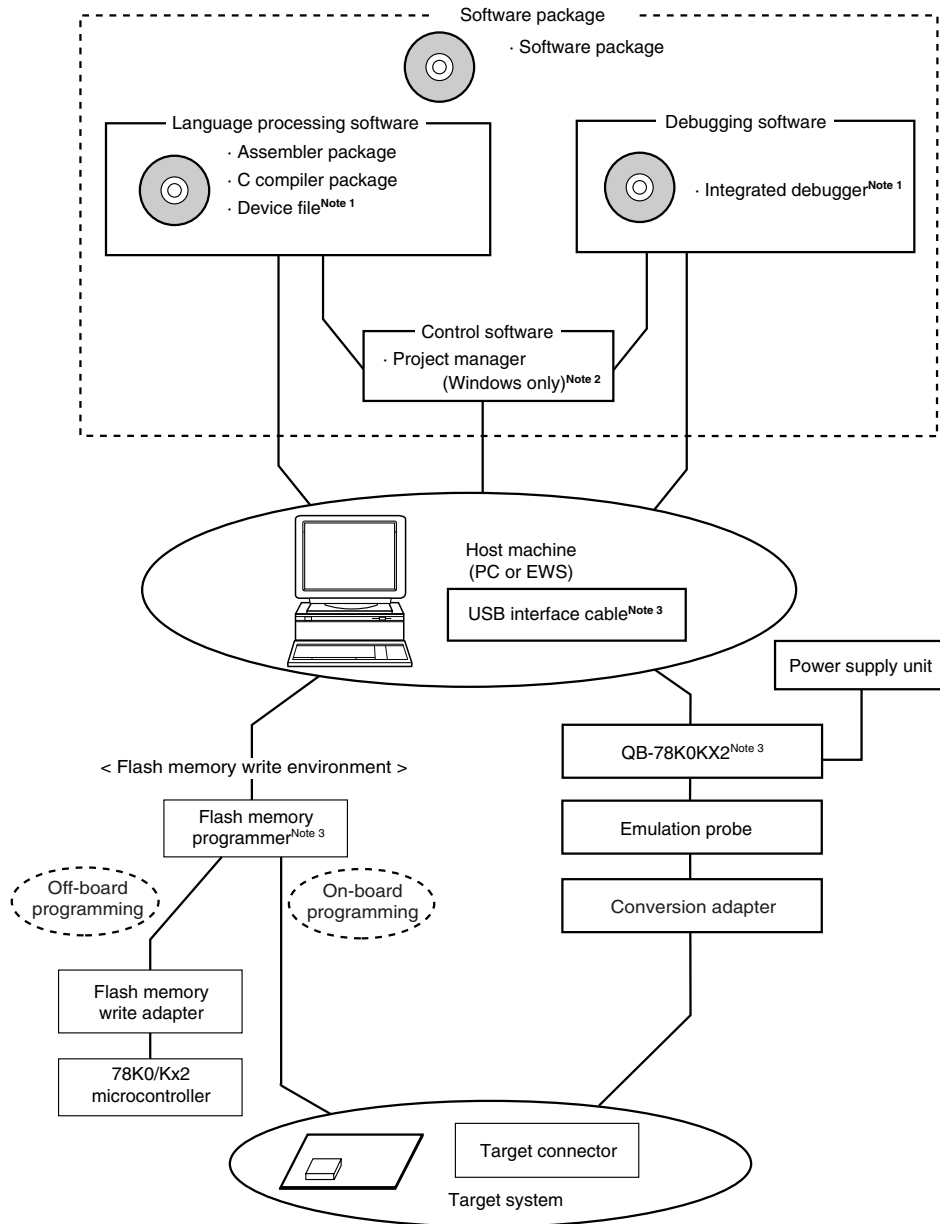 Software package
· Software package
Language processing software
· Assembler package
· C compiler package
· Device fileNote 1
Debugging software
· Integrated debuggerNote 1
Control software
· Project manager
(Windows only)Note 2
Host machine
(PC or EWS)
USB interface cableNote 3
Power supply unit
QB-78K0KX2Note 3
< Flash memory write environment >
Flash memory
programmerNote 3
Emulation probe
Off-board
programming
On-board
programming
Conversion adapter
Flash memory
write adapter
78K0/Kx2
microcontroller
Target connector
Target system